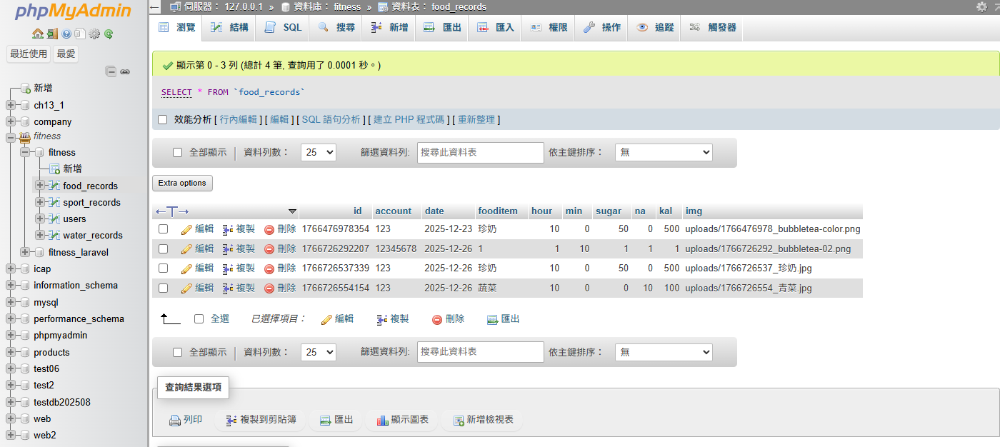 phpMyAdmin
最近使用 最愛
新增
ch13_1
company
fitness
fitness
新增
food_records
sport_records
users
water_records
fitness_laravel
icap
information_schema
mysql
performance_schema
phpmyadmin
products
test06
test2
testdb202508
web
web2
伺服器： 127.0.0.1 » 資料庫： fitness » 資料表： food_records
瀏覽 結構 SQL 搜尋 新增 匯出 匯入 權限 操作 追蹤 觸發器
顯示第 0 - 3 列 (總計 4 筆, 查詢用了 0.0001 秒。)
SELECT * FROM `food_records`
效能分析 [ 行內編輯 ] [ 編輯 ] [ SQL 語句分析 ] [ 建立 PHP 程式碼 ] [ 重新整理 ]
全部顯示 | 資料列數： 25 篩選資料列: 搜尋此資料表 依主鍵排序： 無
Extra options
←T→ id account date fooditem hour min sugar na kal img
編輯 複製 刪除 1766476978354 123 2025-12-23 珍奶 10 0 50 0 500 uploads/1766476978_bubbletea-color.png
編輯 複製 刪除 1766726292207 12345678 2025-12-26 1 1 10 1 1 1 uploads/1766726292_bubbletea-02.png
編輯 複製 刪除 1766726537339 123 2025-12-26 珍奶 10 0 50 0 500 uploads/1766726537_珍奶.jpg
編輯 複製 刪除 1766726554154 123 2025-12-26 蔬菜 10 0 0 10 100 uploads/1766726554_青菜.jpg
全選 已選擇項目： 編輯 複製 刪除 匯出
全部顯示 | 資料列數： 25 篩選資料列: 搜尋此資料表 依主鍵排序： 無
查詢結果選項
列印 複製到剪貼簿 匯出 顯示圖表 新增檢視表